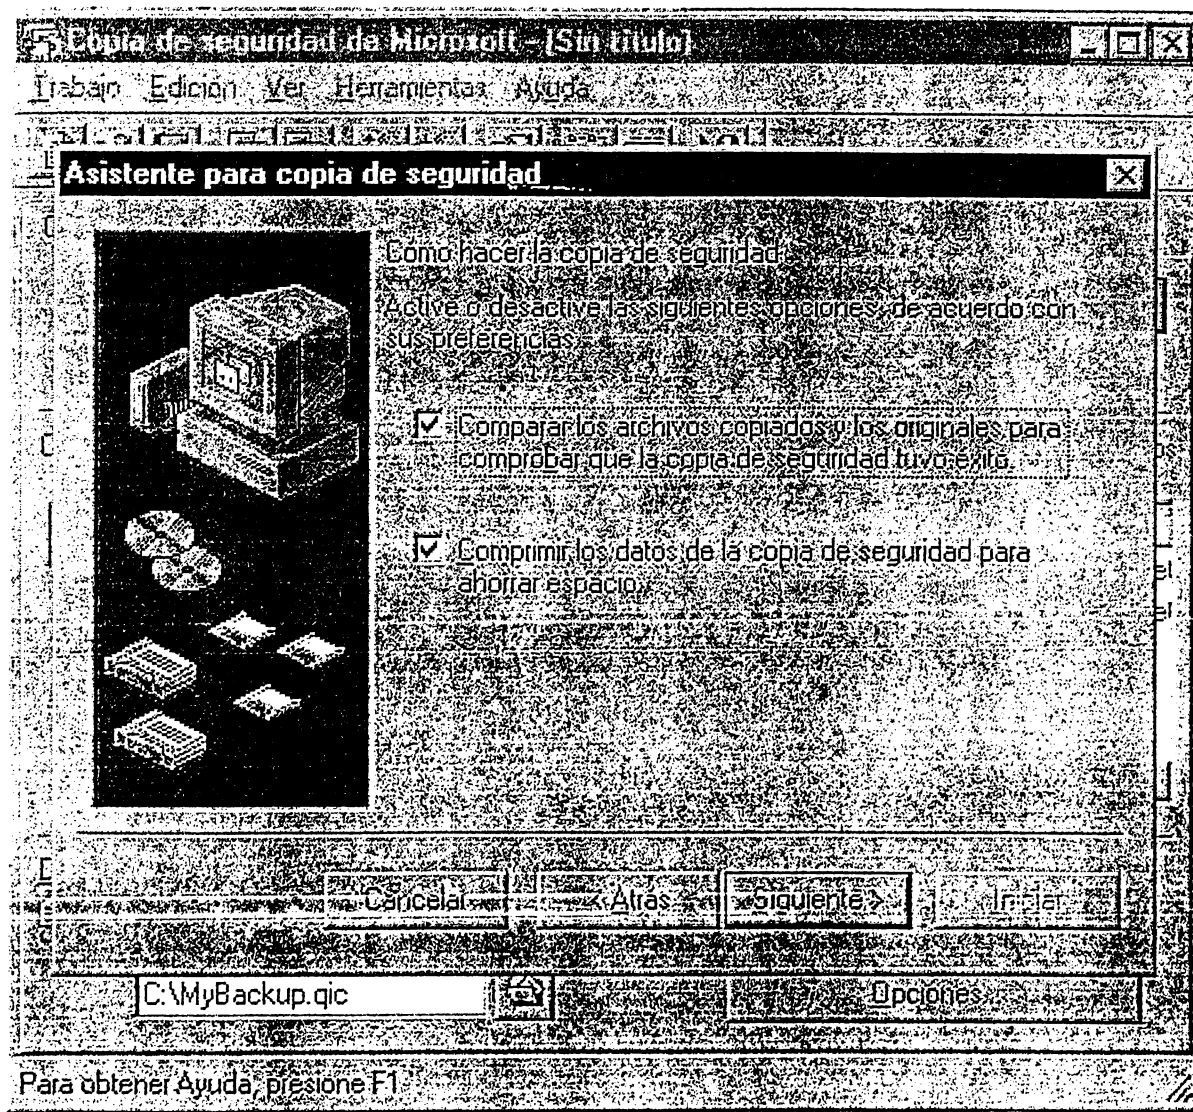 Copia de seguridad de Microsoft - [Sin título]
Trabajo Edición Ver Herramientas Ayuda
Asistente para copia de seguridad
Cómo hacer la copia de seguridad
Active o desactive las siguientes opciones, de acuerdo con
sus preferencias
Comparar los archivos copiados y los originales para
comprobar que la copia de seguridad tuvo éxito.
Comprimir los datos de la copia de seguridad para
ahorrar espacio.
Cancelar < Atrás Siguiente > Iniciar
C:\MyBackup.qic
Opciones...
Para obtener Ayuda, presione F1